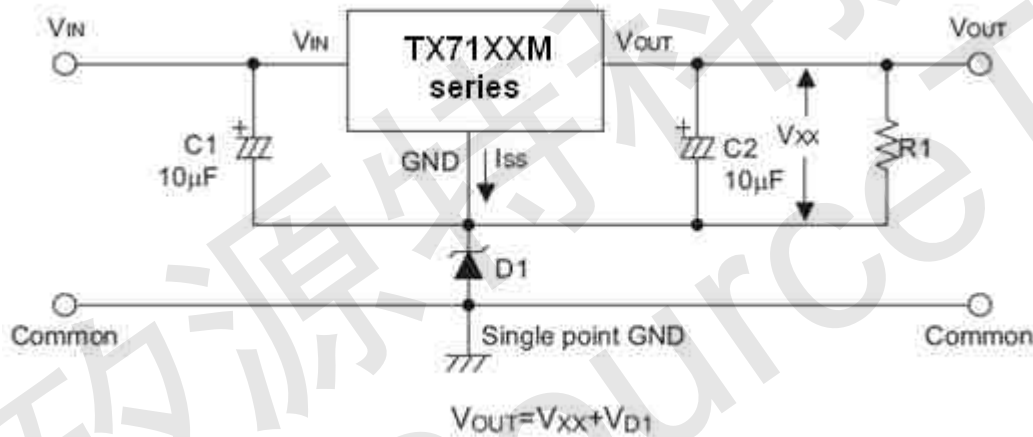 VIN
VIN
TX71XXM
series
VOUT
VOUT
C1
10μF
GND
ISS
C2
10μF
VXX
R1
D1
Common
Single point GND
Common
VOUT=VXX+VD1